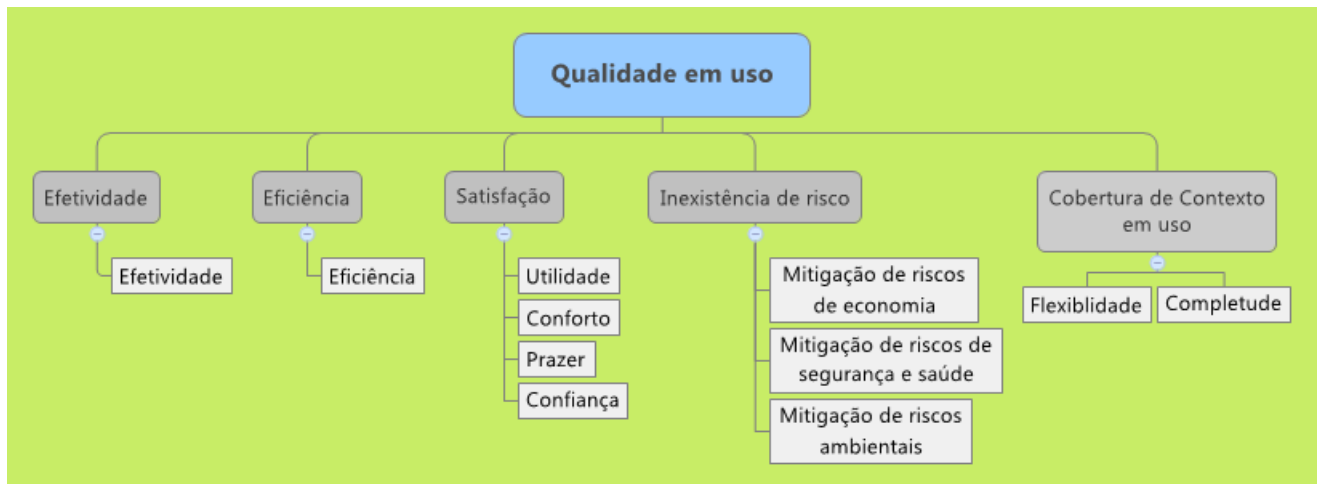 Qualidade em uso
Efetividade
Eficiência
Satisfação
Inexistência de risco
Cobertura de Contexto
em uso
Efetividade
Eficiência
Utilidade
Conforto
Prazer
Confiança
Mitigação de riscos
de economia
Mitigação de riscos de
segurança e saúde
Mitigação de riscos
ambientais
Flexiblidade
Completude